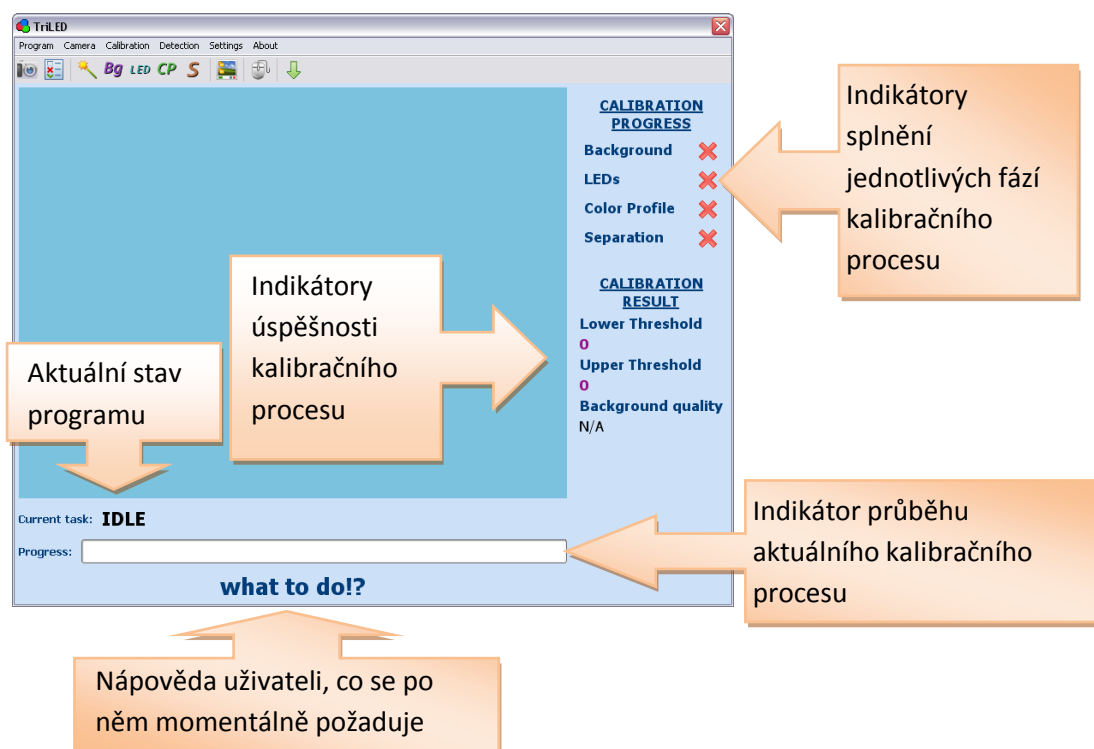 TriLED
Program Camera Calibration Detection Settings About
Bg LED CP S
CALIBRATION
PROGRESS
Background
LEDs
Color Profile
Separation
CALIBRATION
RESULT
Lower Threshold
0
Upper Threshold
0
Background quality
N/A
Indikátory
splnění
jednotlivých fází
kalibračního
procesu
Indikátory
úspěšnosti
kalibračního
procesu
Aktuální stav
programu
Current task: IDLE
Progress:
what to do!?
Indikátor průběhu
aktuálního kalibračního
procesu
Nápověda uživateli, co se po
něm momentálně požaduje